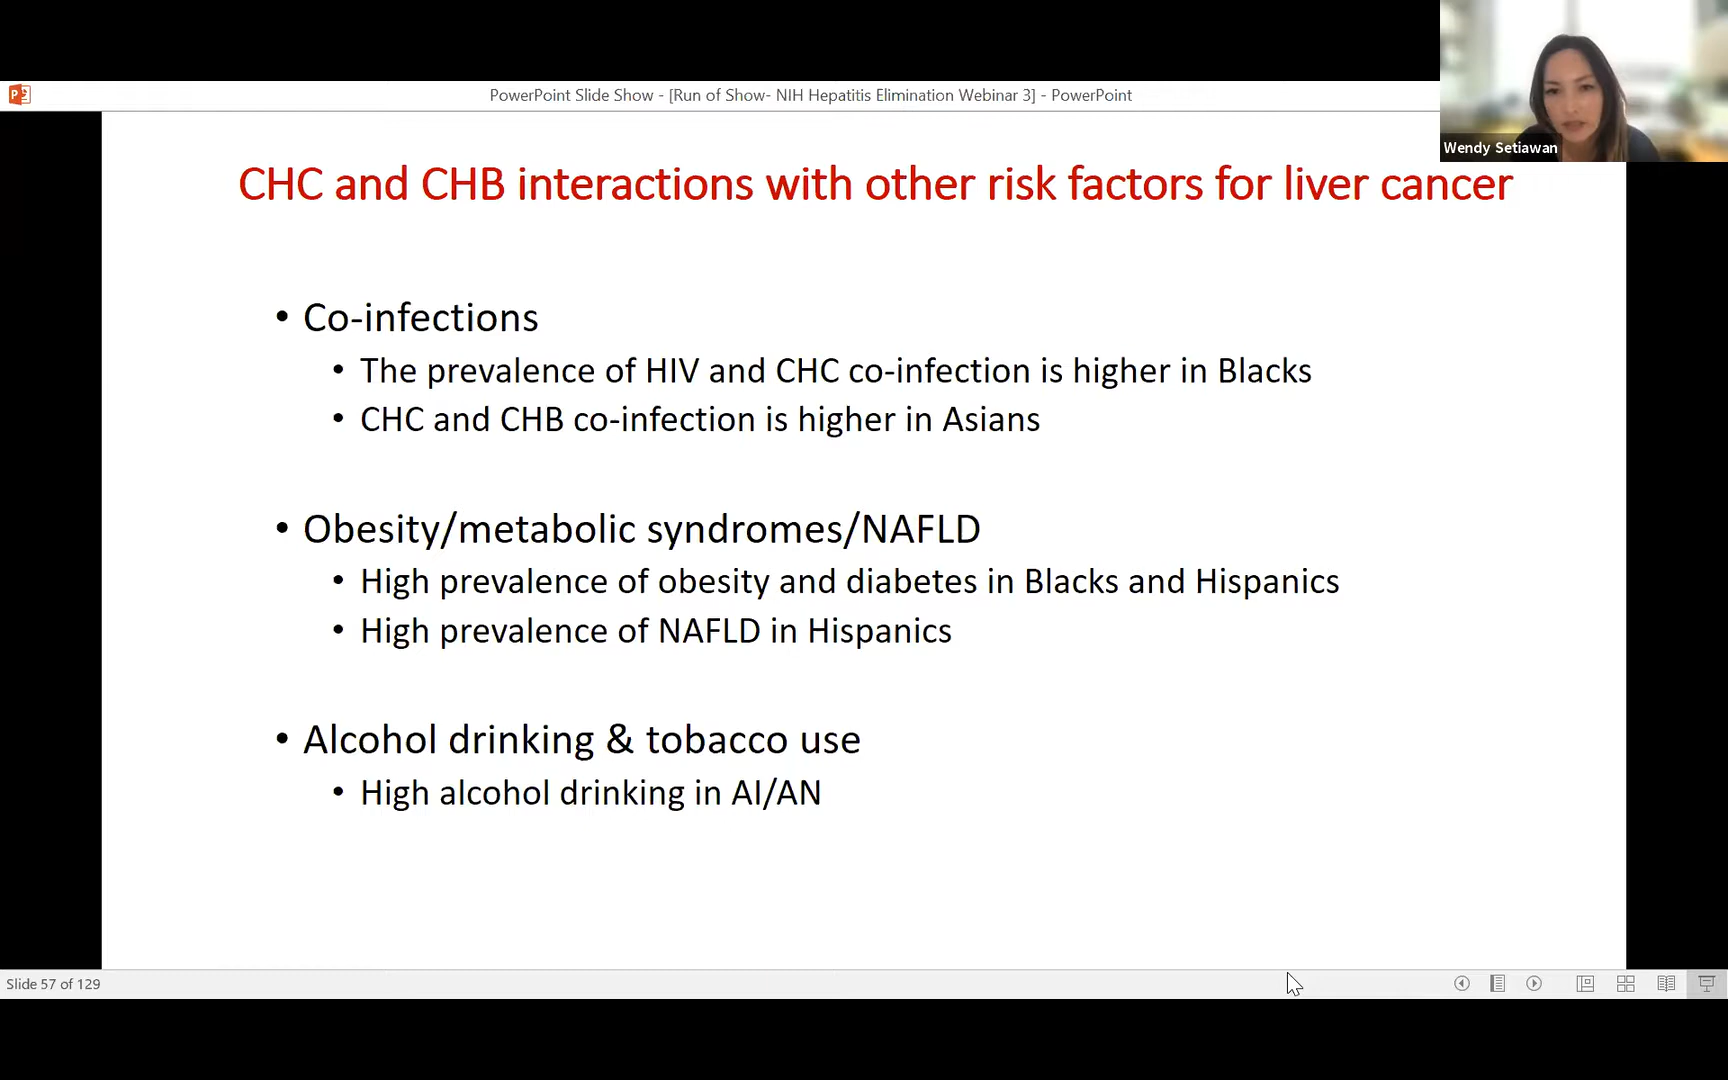 PowerPoint Slide Show - [Run of Show- NIH Hepatitis Elimination Webinar 3] - PowerPoint
Wendy Setiawan
CHC and CHB interactions with other risk factors for liver cancer
• Co-infections
• The prevalence of HIV and CHC co-infection is higher in Blacks
• CHC and CHB co-infection is higher in Asians
• Obesity/metabolic syndromes/NAFLD
• High prevalence of obesity and diabetes in Blacks and Hispanics
• High prevalence of NAFLD in Hispanics
• Alcohol drinking & tobacco use
• High alcohol drinking in AI/AN
Slide 57 of 129